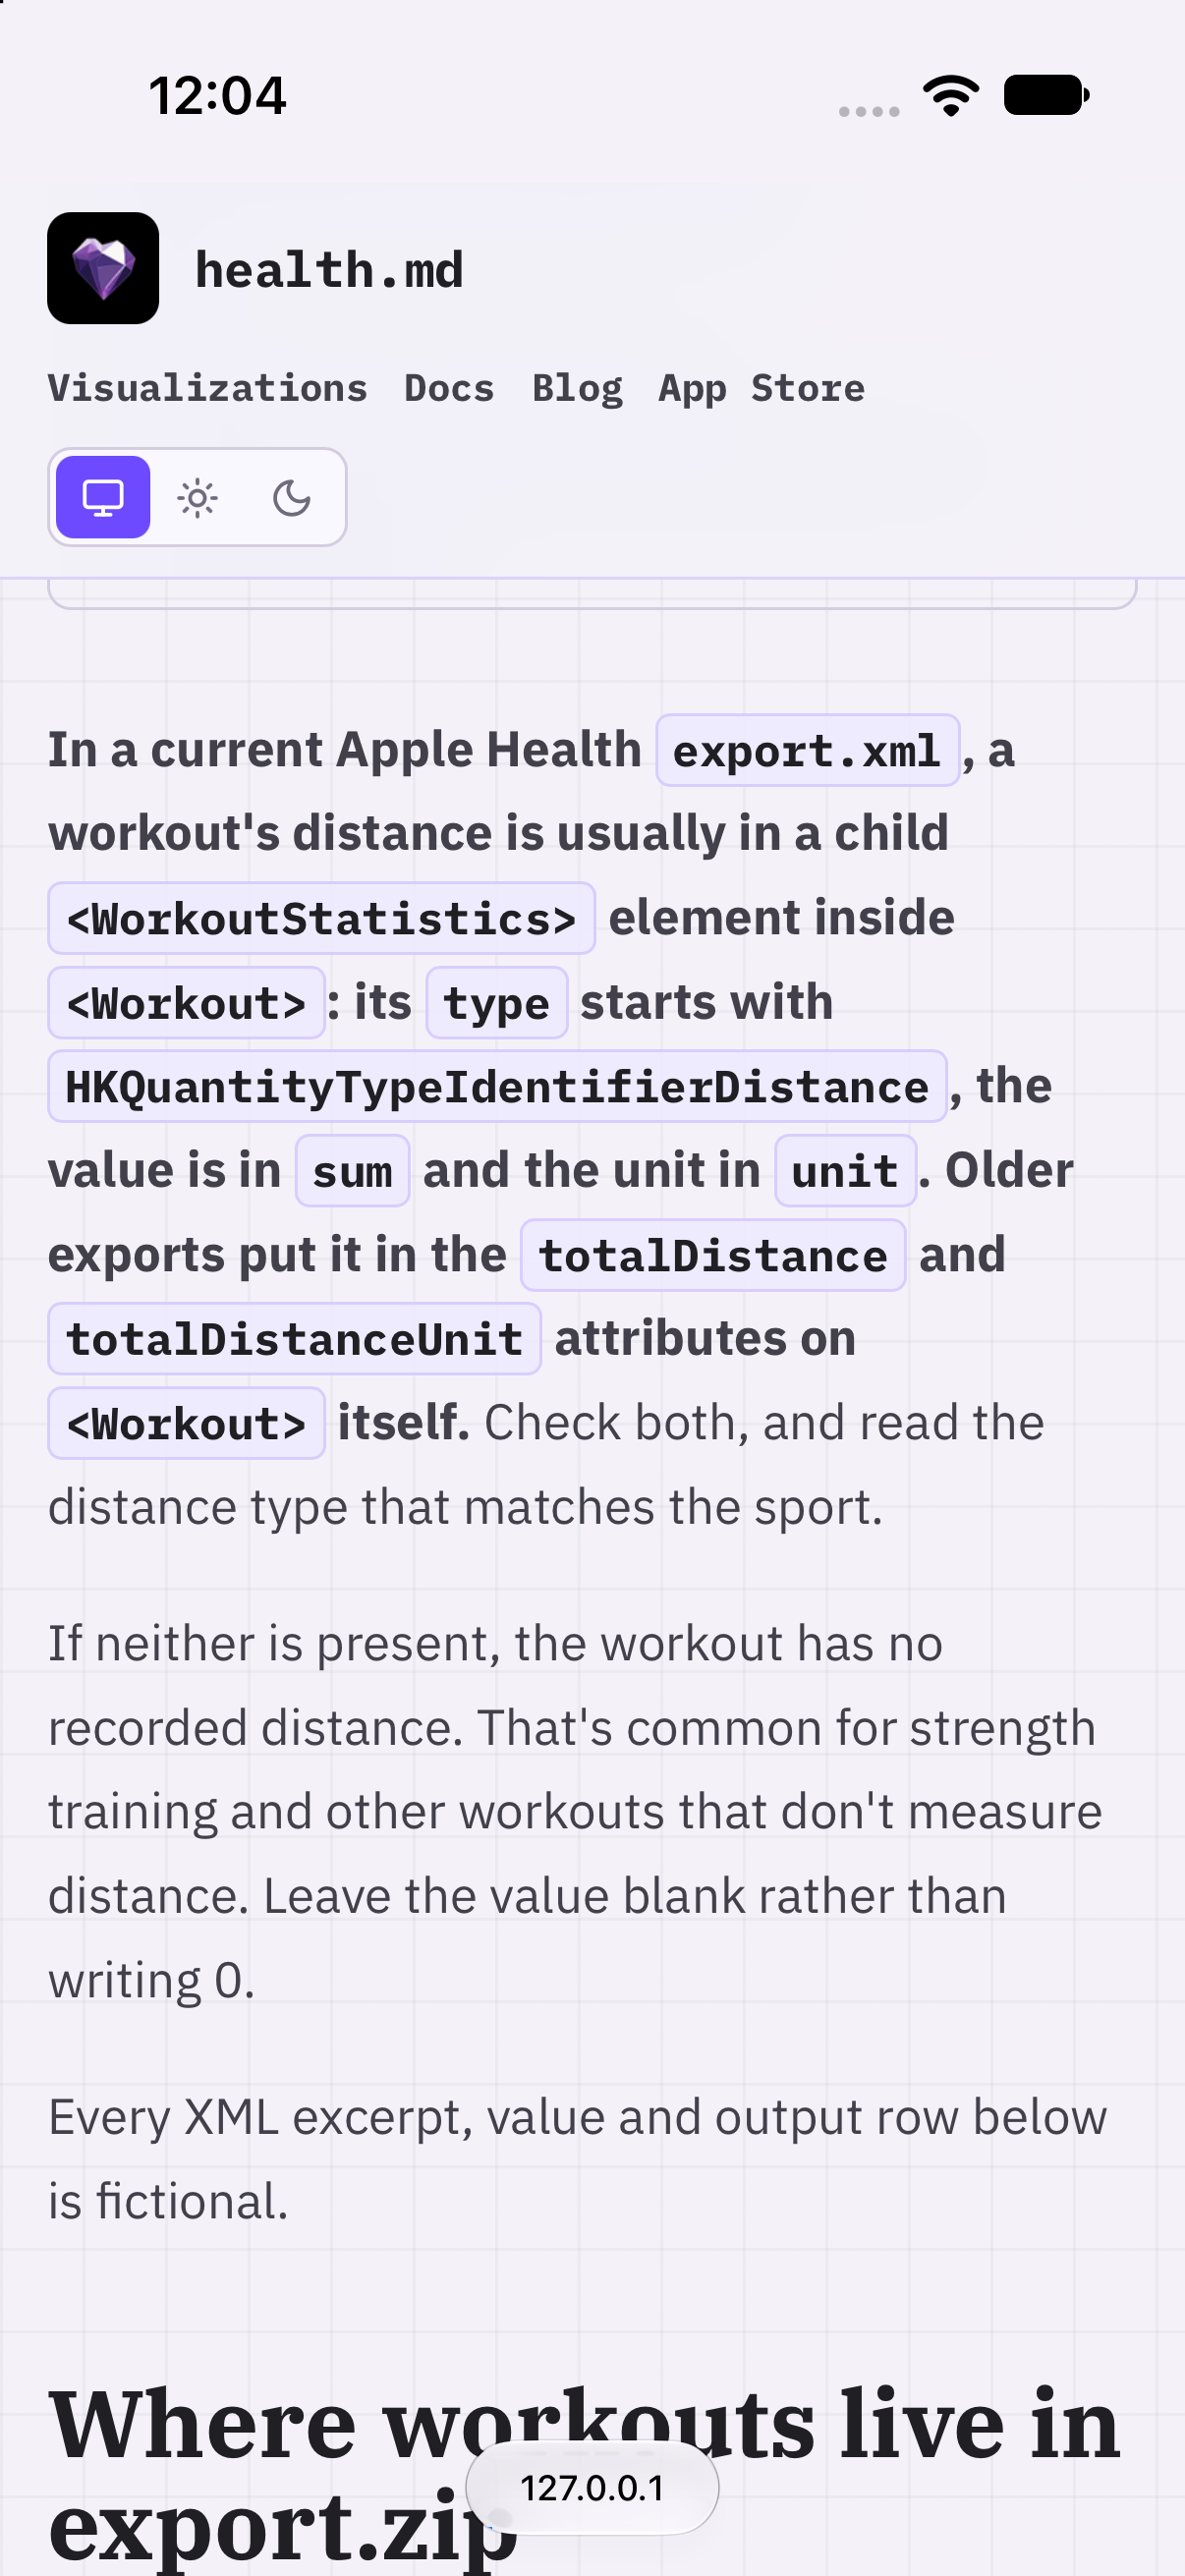 12:04
health.md
Visualizations Docs Blog App Store
In a current Apple Health export.xml, a
workout's distance is usually in a child
<WorkoutStatistics> element inside
<Workout>: its type starts with
HKQuantityTypeIdentifierDistance, the
value is in sum and the unit in unit. Older
exports put it in the totalDistance and
totalDistanceUnit attributes on
<Workout> itself. Check both, and read the
distance type that matches the sport.
If neither is present, the workout has no
recorded distance. That's common for strength
training and other workouts that don't measure
distance. Leave the value blank rather than
writing 0.
Every XML excerpt, value and output row below
is fictional.
Where workouts live in
export.zip
127.0.0.1